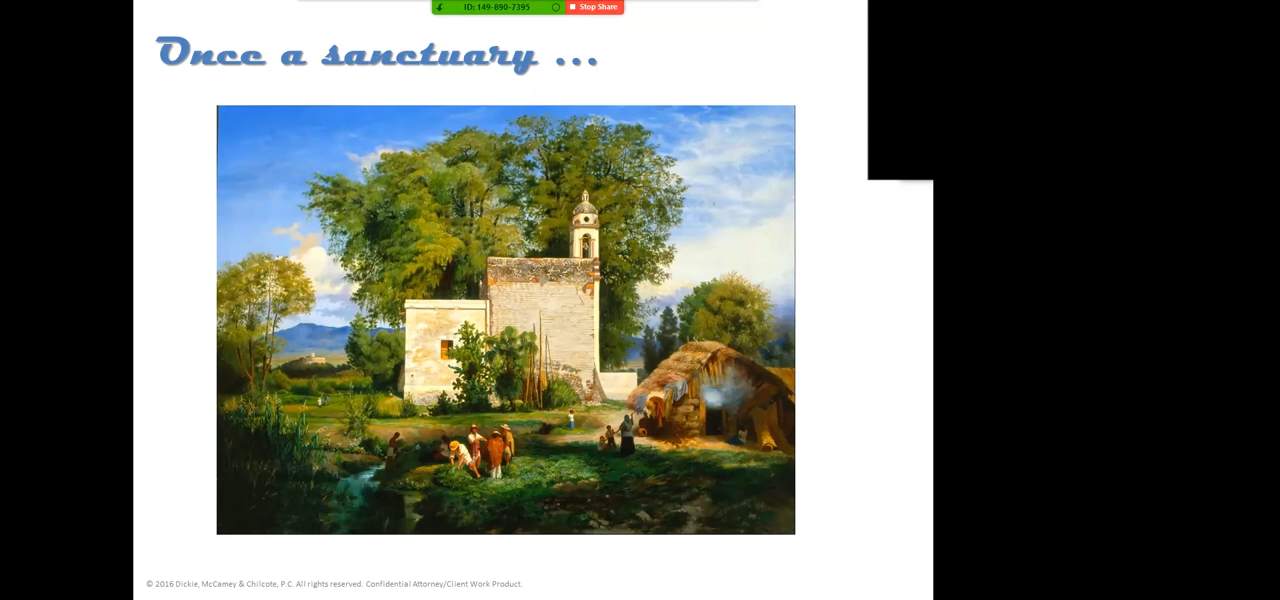 ID: 149-890-7395
Stop Share
Once a sanctuary ...
© 2016 Dickie, McCamey & Chilcote, P.C. All rights reserved. Confidential Attorney/Client Work Product.